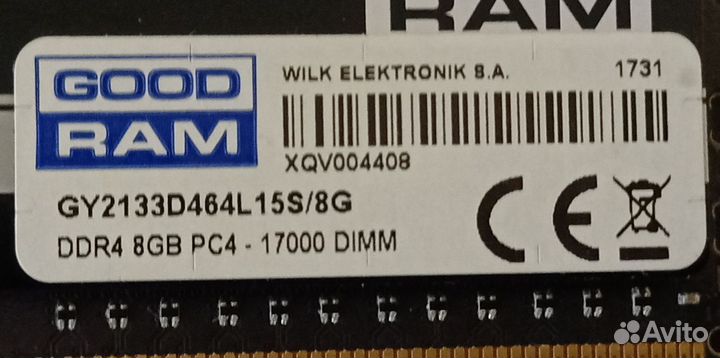 RAM
GOOD
RAM
WILK ELEKTRONIK S.A.
1731
XQV004408
GY2133D464L15S/8G
DDR4 8GB PC4 - 17000 DIMM
CE
Avito